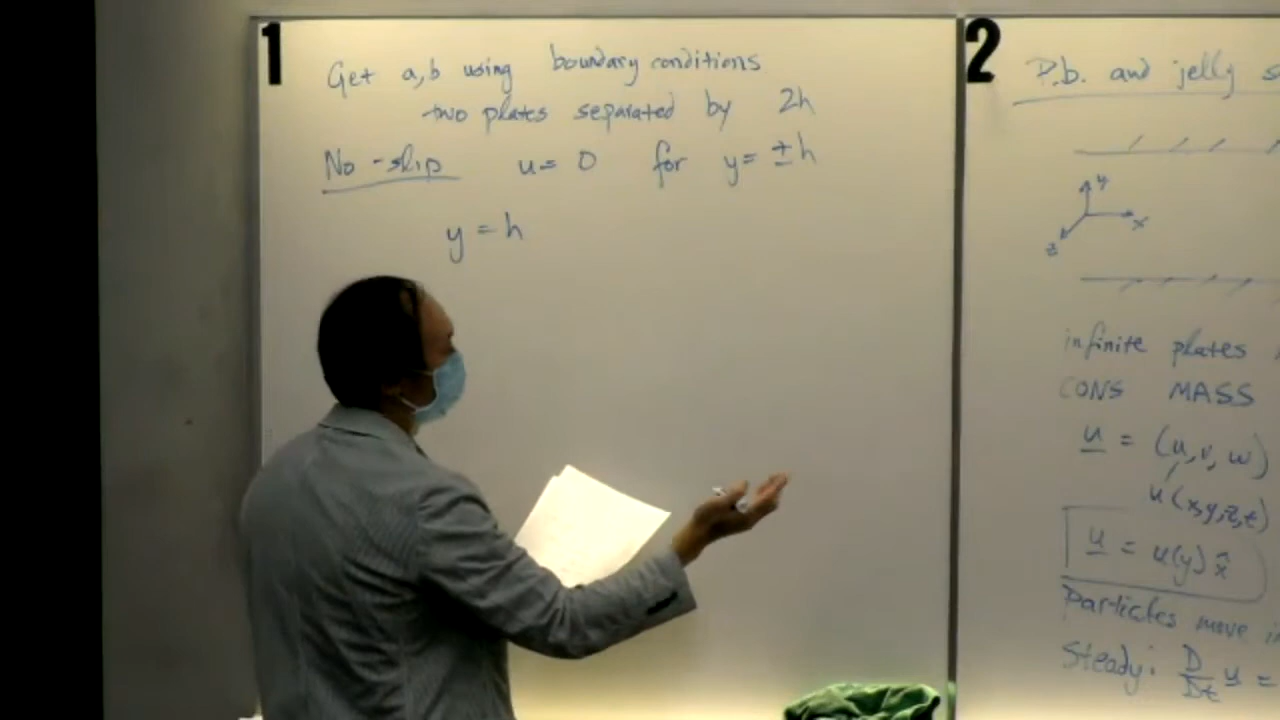 1
Get a,b using boundary conditions
two plates separated by 2h
No-slip u = 0 for y = ±h
y = h
2
P.b. and jelly
y
x
z
infinite plates
CONS MASS
u = (u, v, w)
u(x,y,z,t)
u = u(y) x̂
Particles move
Steady: D/Dt u =